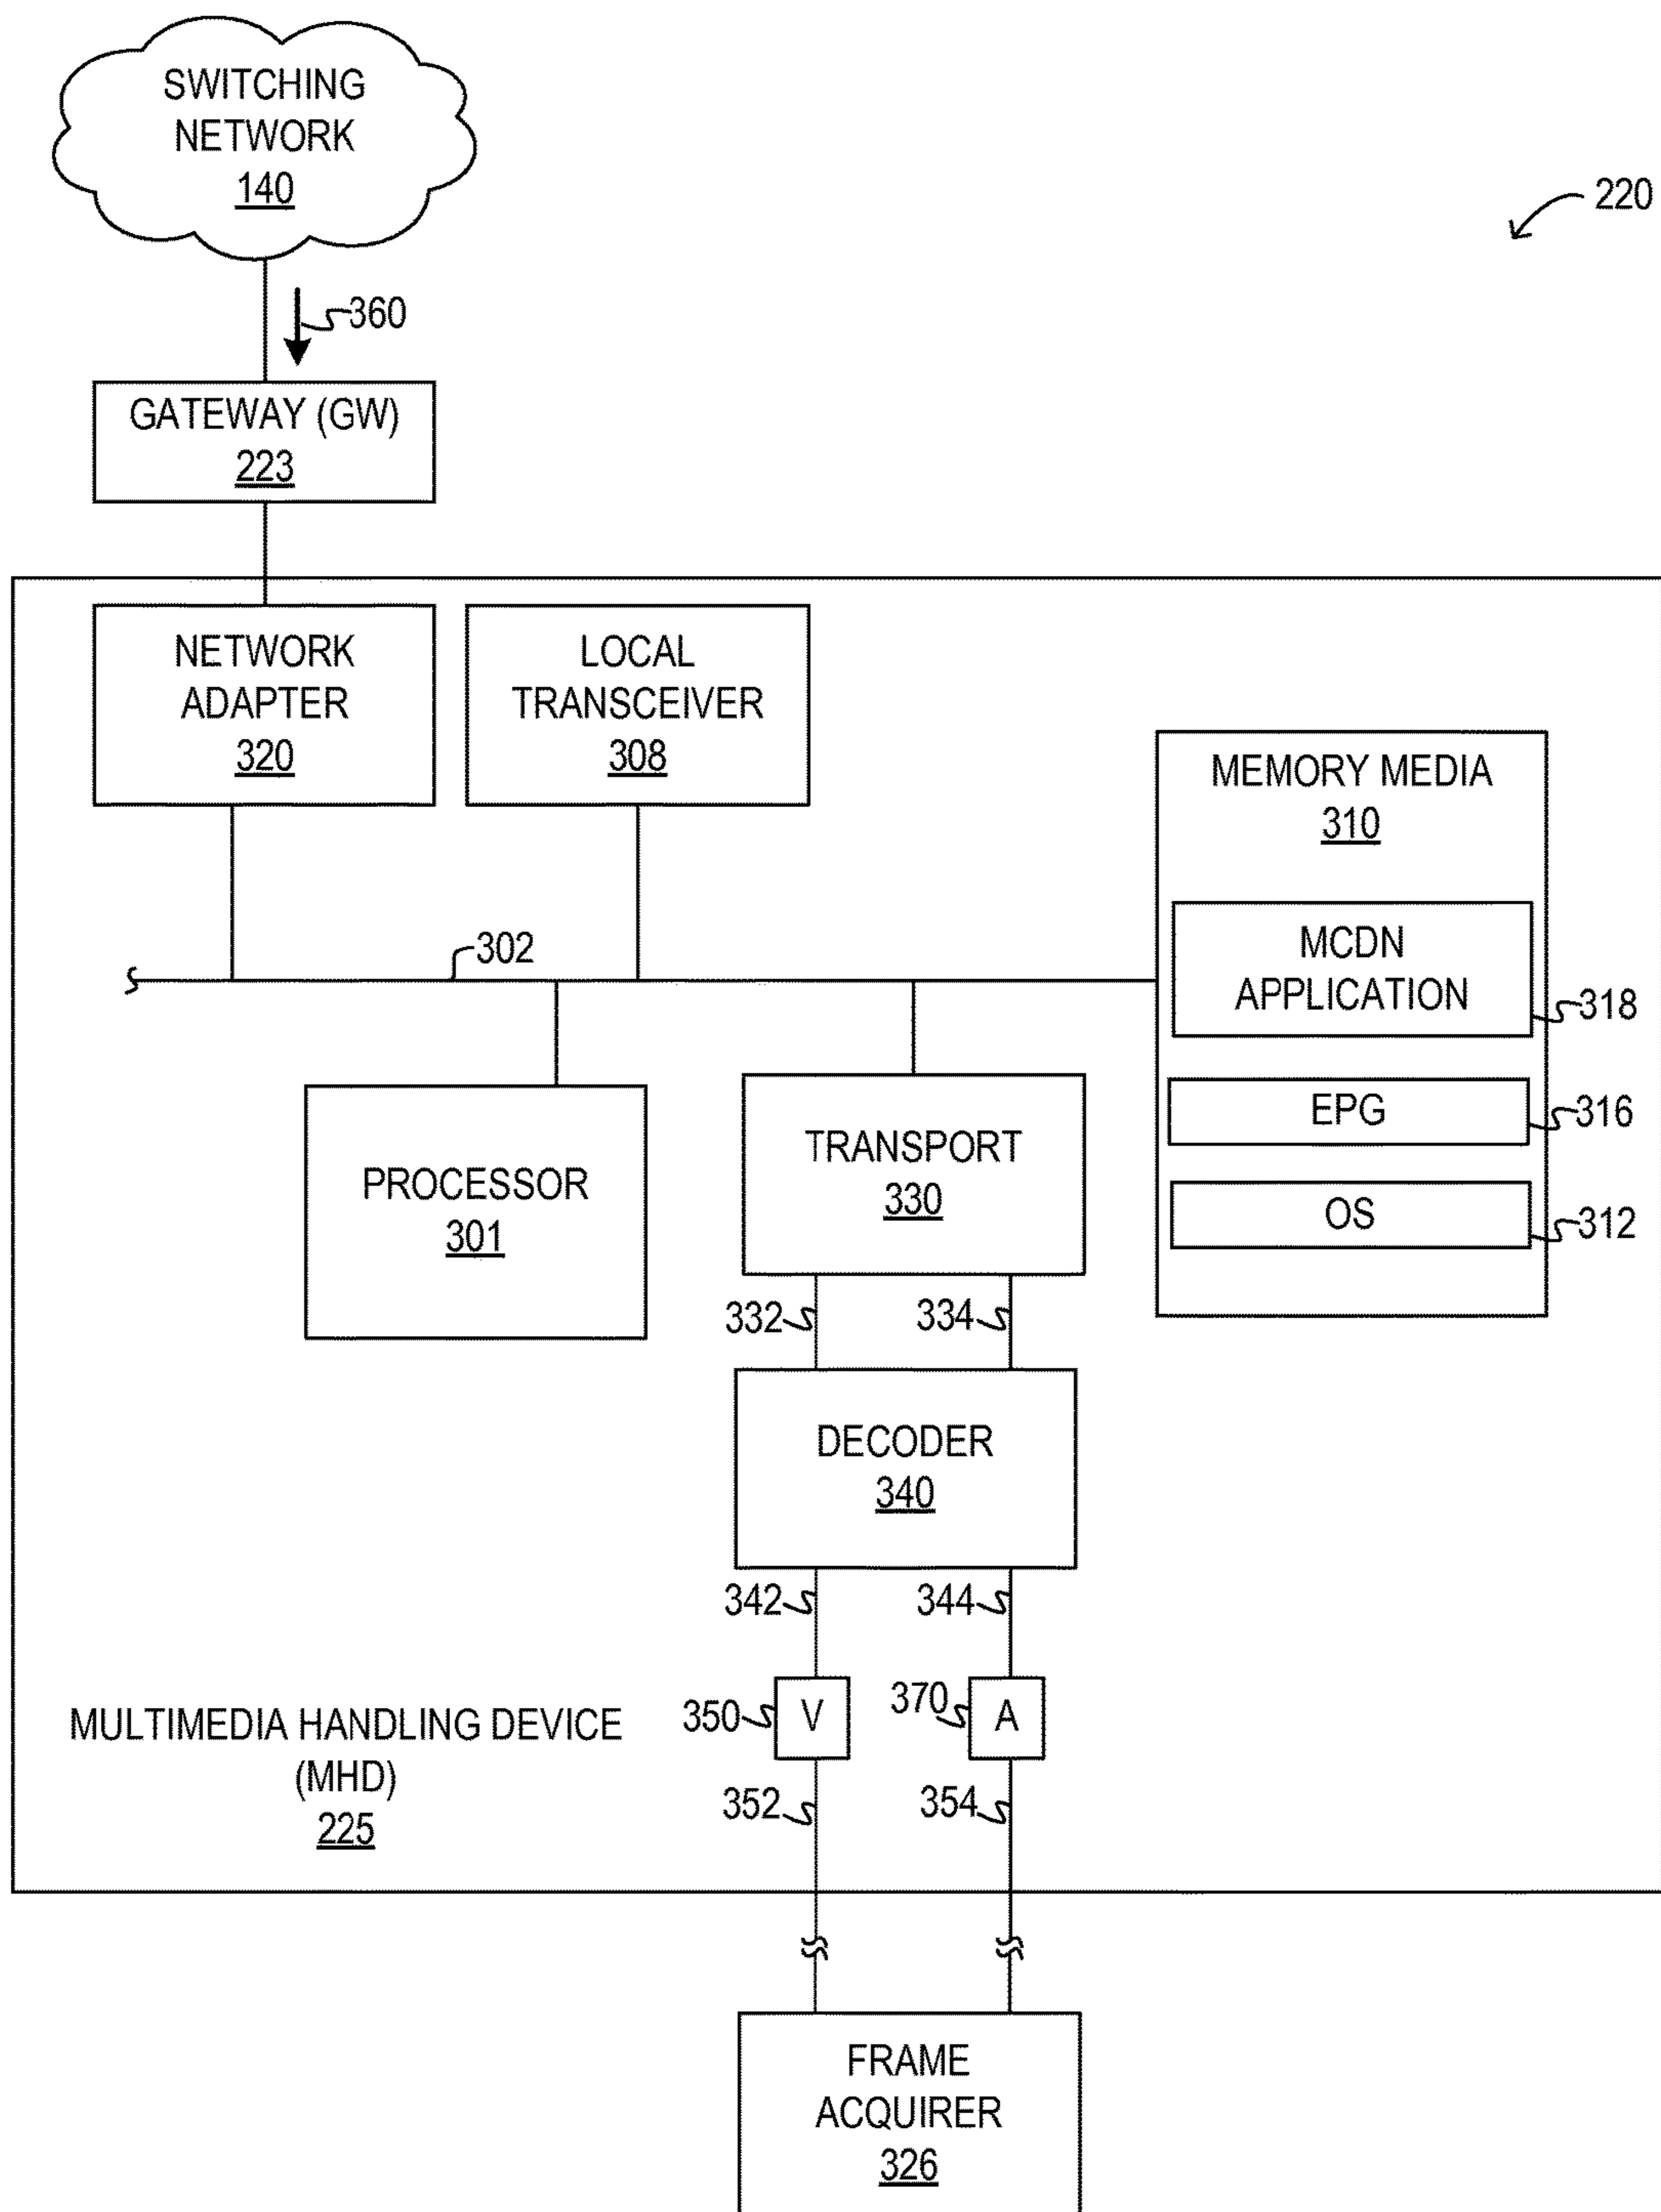 SWITCHING
NETWORK
140
220
360
GATEWAY (GW)
223
NETWORK
ADAPTER
320
LOCAL
TRANSCEIVER
308
MEMORY MEDIA
310
MCDN
APPLICATION
318
302
EPG
316
OS
312
PROCESSOR
301
TRANSPORT
330
332
334
DECODER
340
342
344
350
V
370
A
MULTIMEDIA HANDLING DEVICE
(MHD)
225
352
354
FRAME
ACQUIRER
326